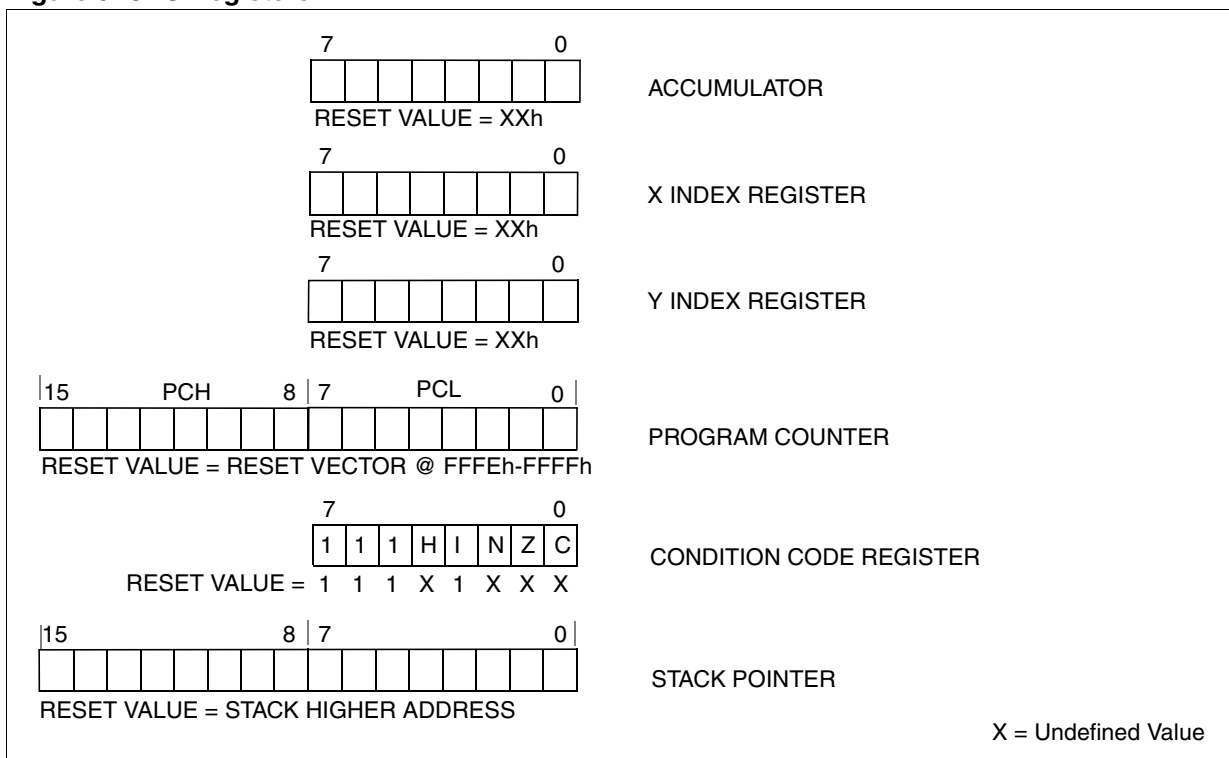 7 0
ACCUMULATOR
RESET VALUE = XXh
7 0
X INDEX REGISTER
RESET VALUE = XXh
7 0
Y INDEX REGISTER
RESET VALUE = XXh
15 PCH 8 7 PCL 0
PROGRAM COUNTER
RESET VALUE = RESET VECTOR @ FFFEh-FFFFh
7 0
1 1 1 H I N Z C
CONDITION CODE REGISTER
RESET VALUE = 1 1 1 X 1 X X X
15 8 7 0
STACK POINTER
RESET VALUE = STACK HIGHER ADDRESS
X = Undefined Value